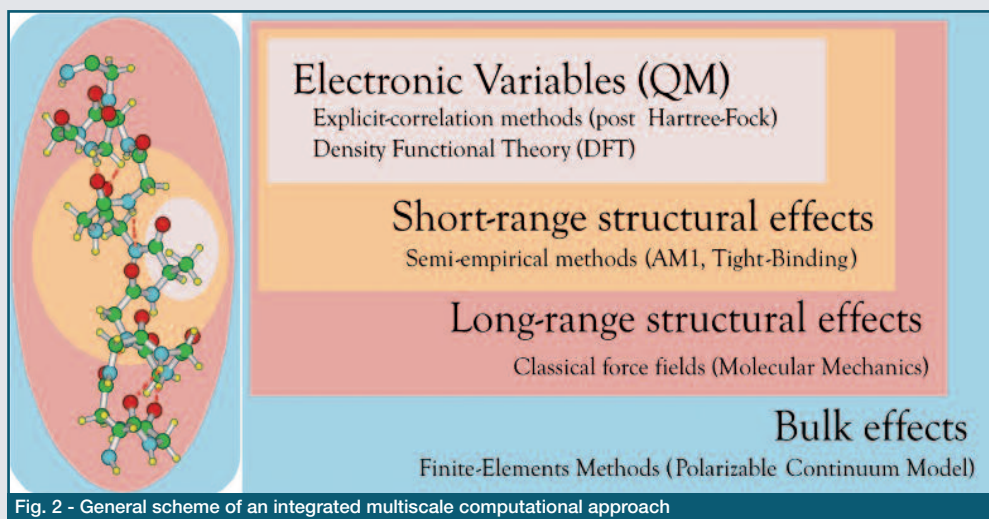 Electronic Variables (QM)
Explicit-correlation methods (post Hartree-Fock)
Density Functional Theory (DFT)
Short-range structural effects
Semi-empirical methods (AM1, Tight-Binding)
Long-range structural effects
Classical force fields (Molecular Mechanics)
Bulk effects
Finite-Elements Methods (Polarizable Continuum Model)
Fig. 2 - General scheme of an integrated multiscale computational approach